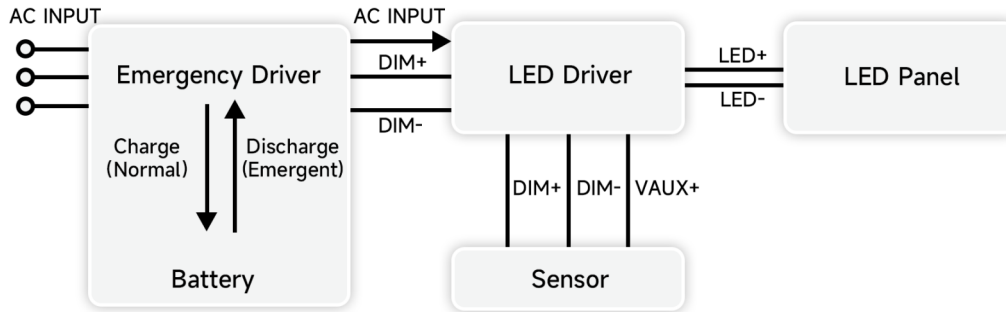 AC INPUT
AC INPUT
Emergency Driver
DIM+
DIM-
LED Driver
LED+
LED-
LED Panel
Charge
(Normal)
Discharge
(Emergent)
DIM+
DIM-
VAUX+
Battery
Sensor